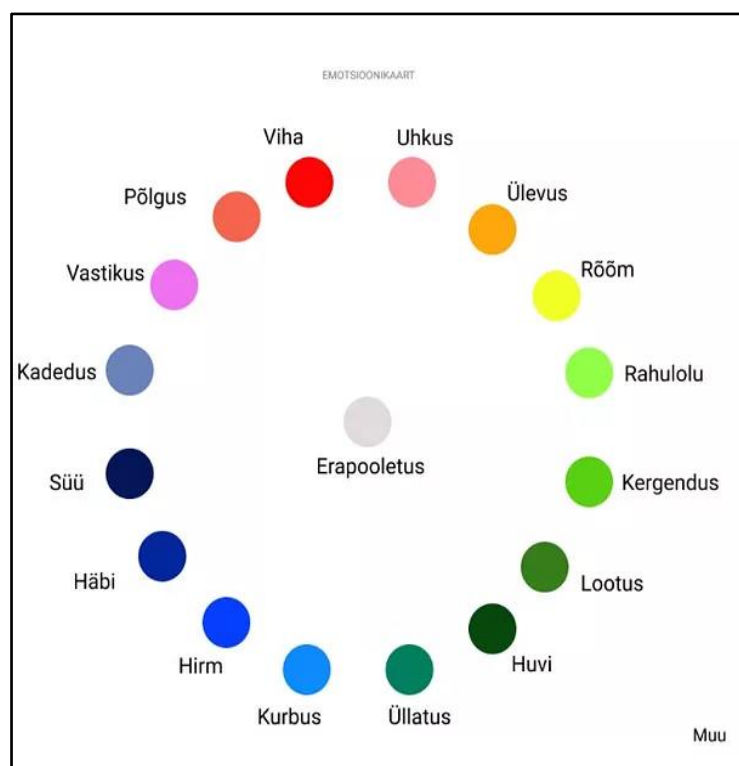 EMOTSIOONIKAART
Viha
Uhkus
Põlgus
Ülevus
Vastikus
Rõõm
Kadedus
Rahulolu
Erapooletus
Süü
Kergendus
Häbi
Lootus
Hirm
Huvi
Kurbus
Üllatus
Muu